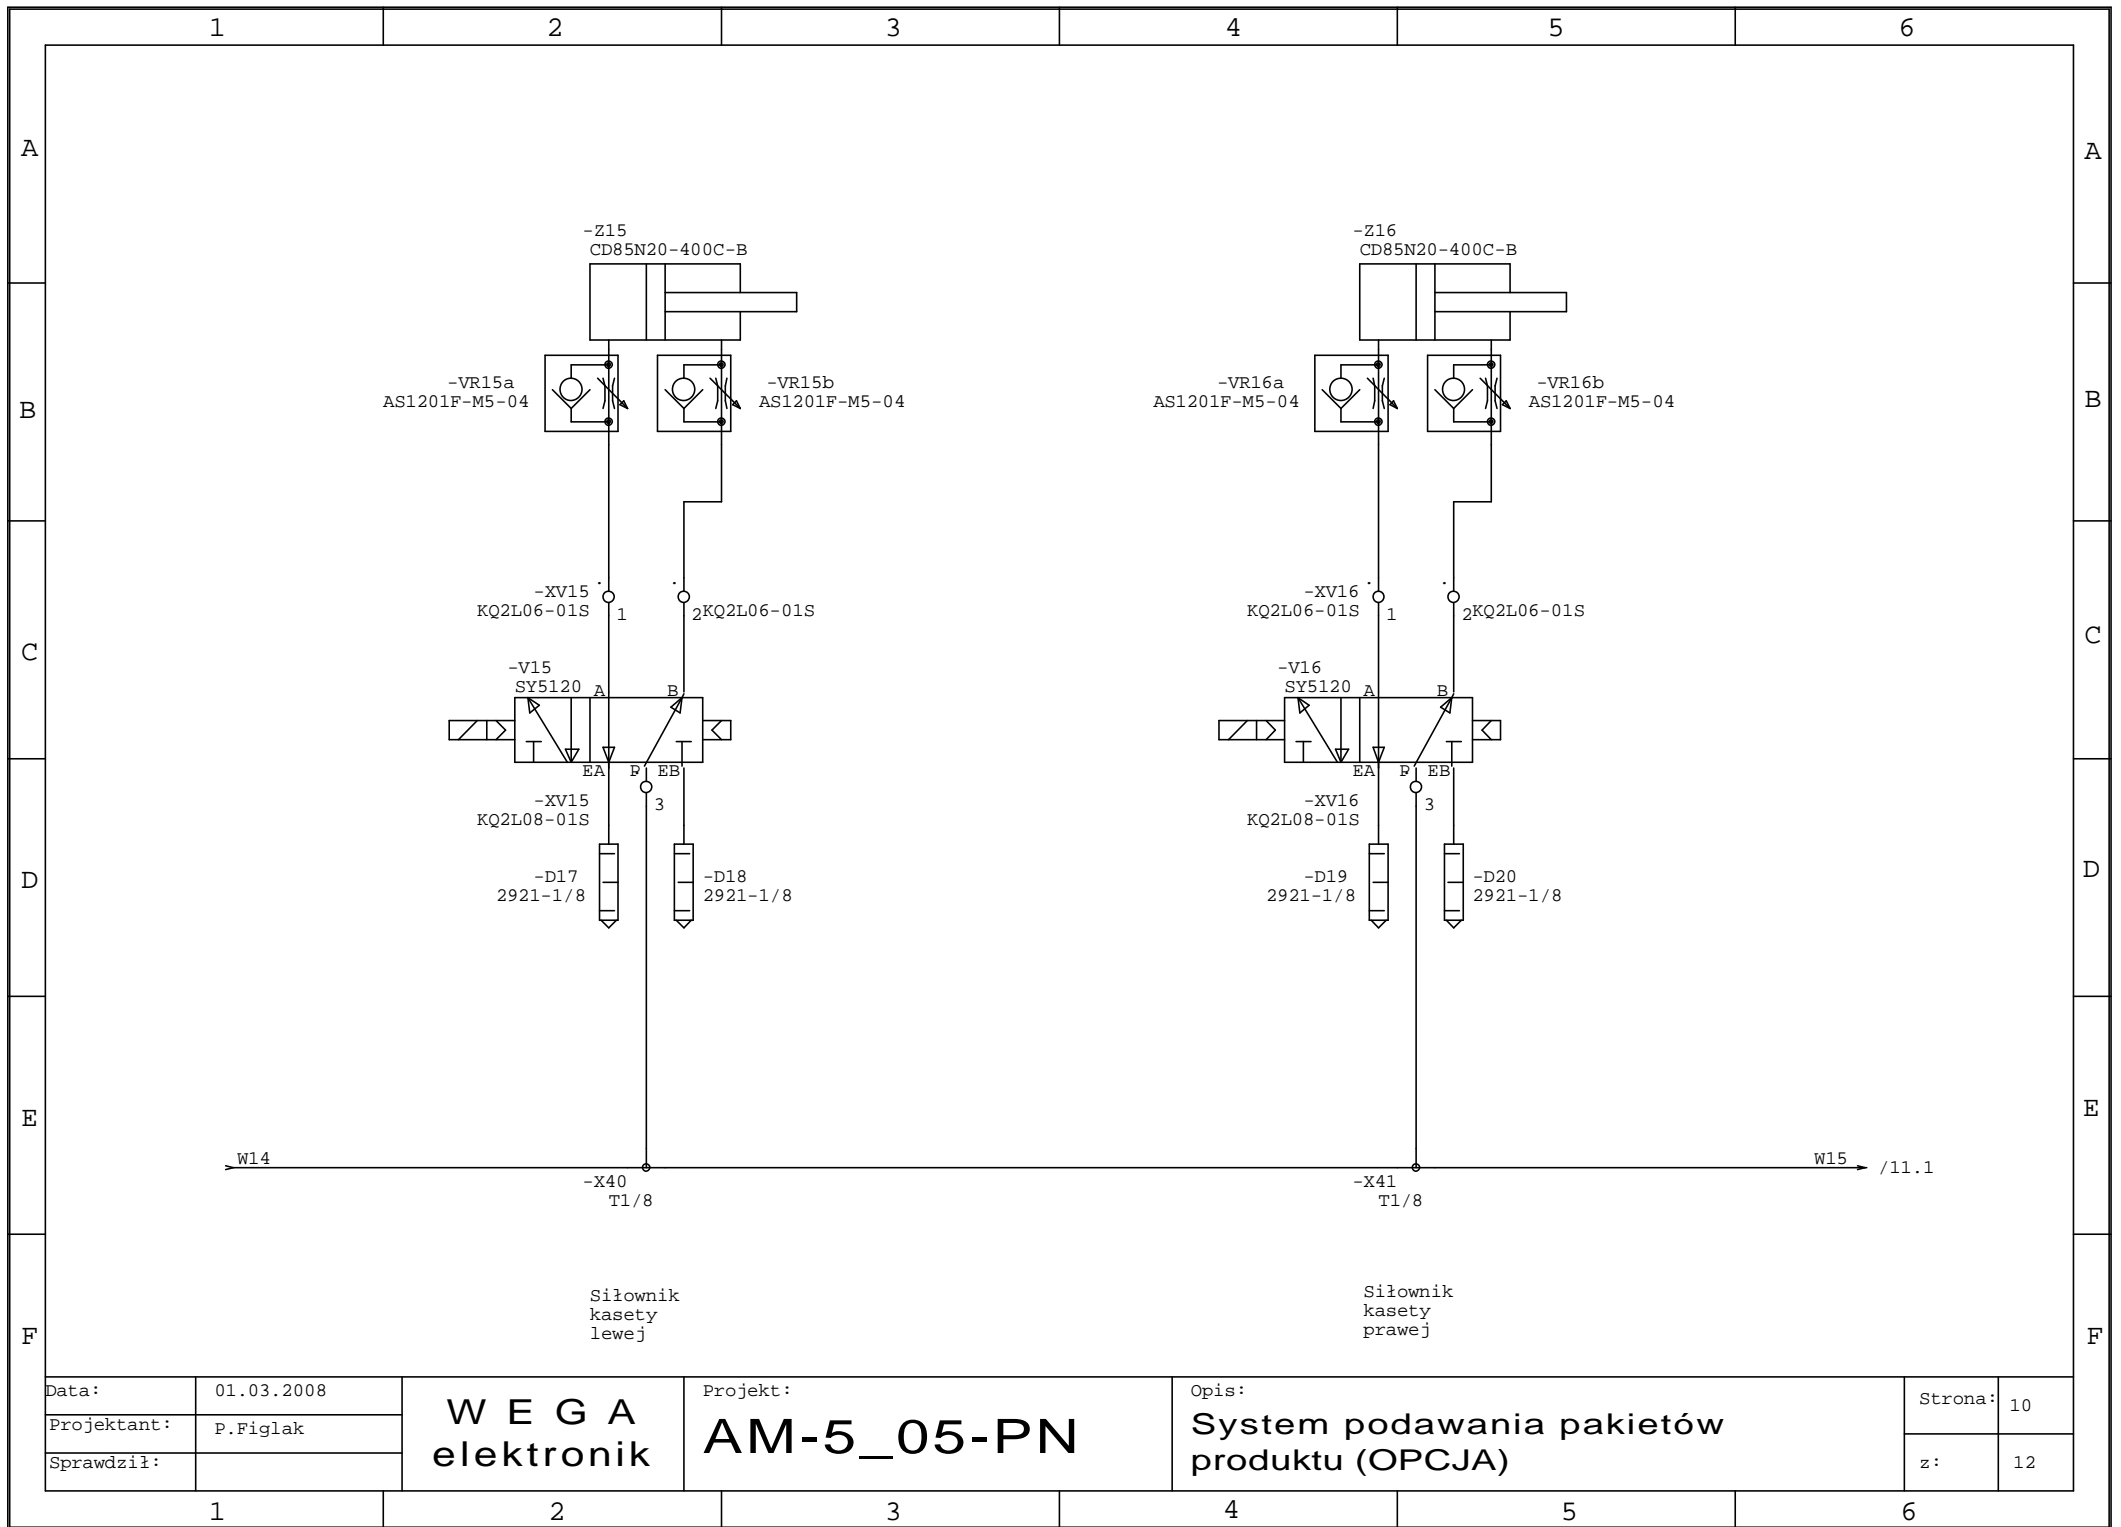 1 2 3 4 5 6
A A
-Z15 -Z16
CD85N20-400C-B CD85N20-400C-B
-VR15a -VR15b -VR16a -VR16b
AS1201F-M5-04 AS1201F-M5-04 AS1201F-M5-04 AS1201F-M5-04
B B
-XV15 -XV16
KQ2L06-01S 1 2KQ2L06-01S KQ2L06-01S 1 2KQ2L06-01S
C C
-V15 -V16
SY5120 A B SY5120 A B
EA P EB EA P EB
-XV15 3 -XV16 3
KQ2L08-01S KQ2L08-01S
D D
-D17 -D18 -D19 -D20
2921-1/8 2921-1/8 2921-1/8 2921-1/8
E E
W14 W15 /11.1
-X40 -X41
T1/8 T1/8
Siłownik Siłownik
kasety kasety
lewej prawej
F F
Data: 01.03.2008
Projektant: P.Figlak
Sprawdził:
W E G A
elektronik
Projekt:
AM-5_05-PN
Opis:
System podawania pakietów
produktu (OPCJA)
Strona: 10
z: 12
1 2 3 4 5 6